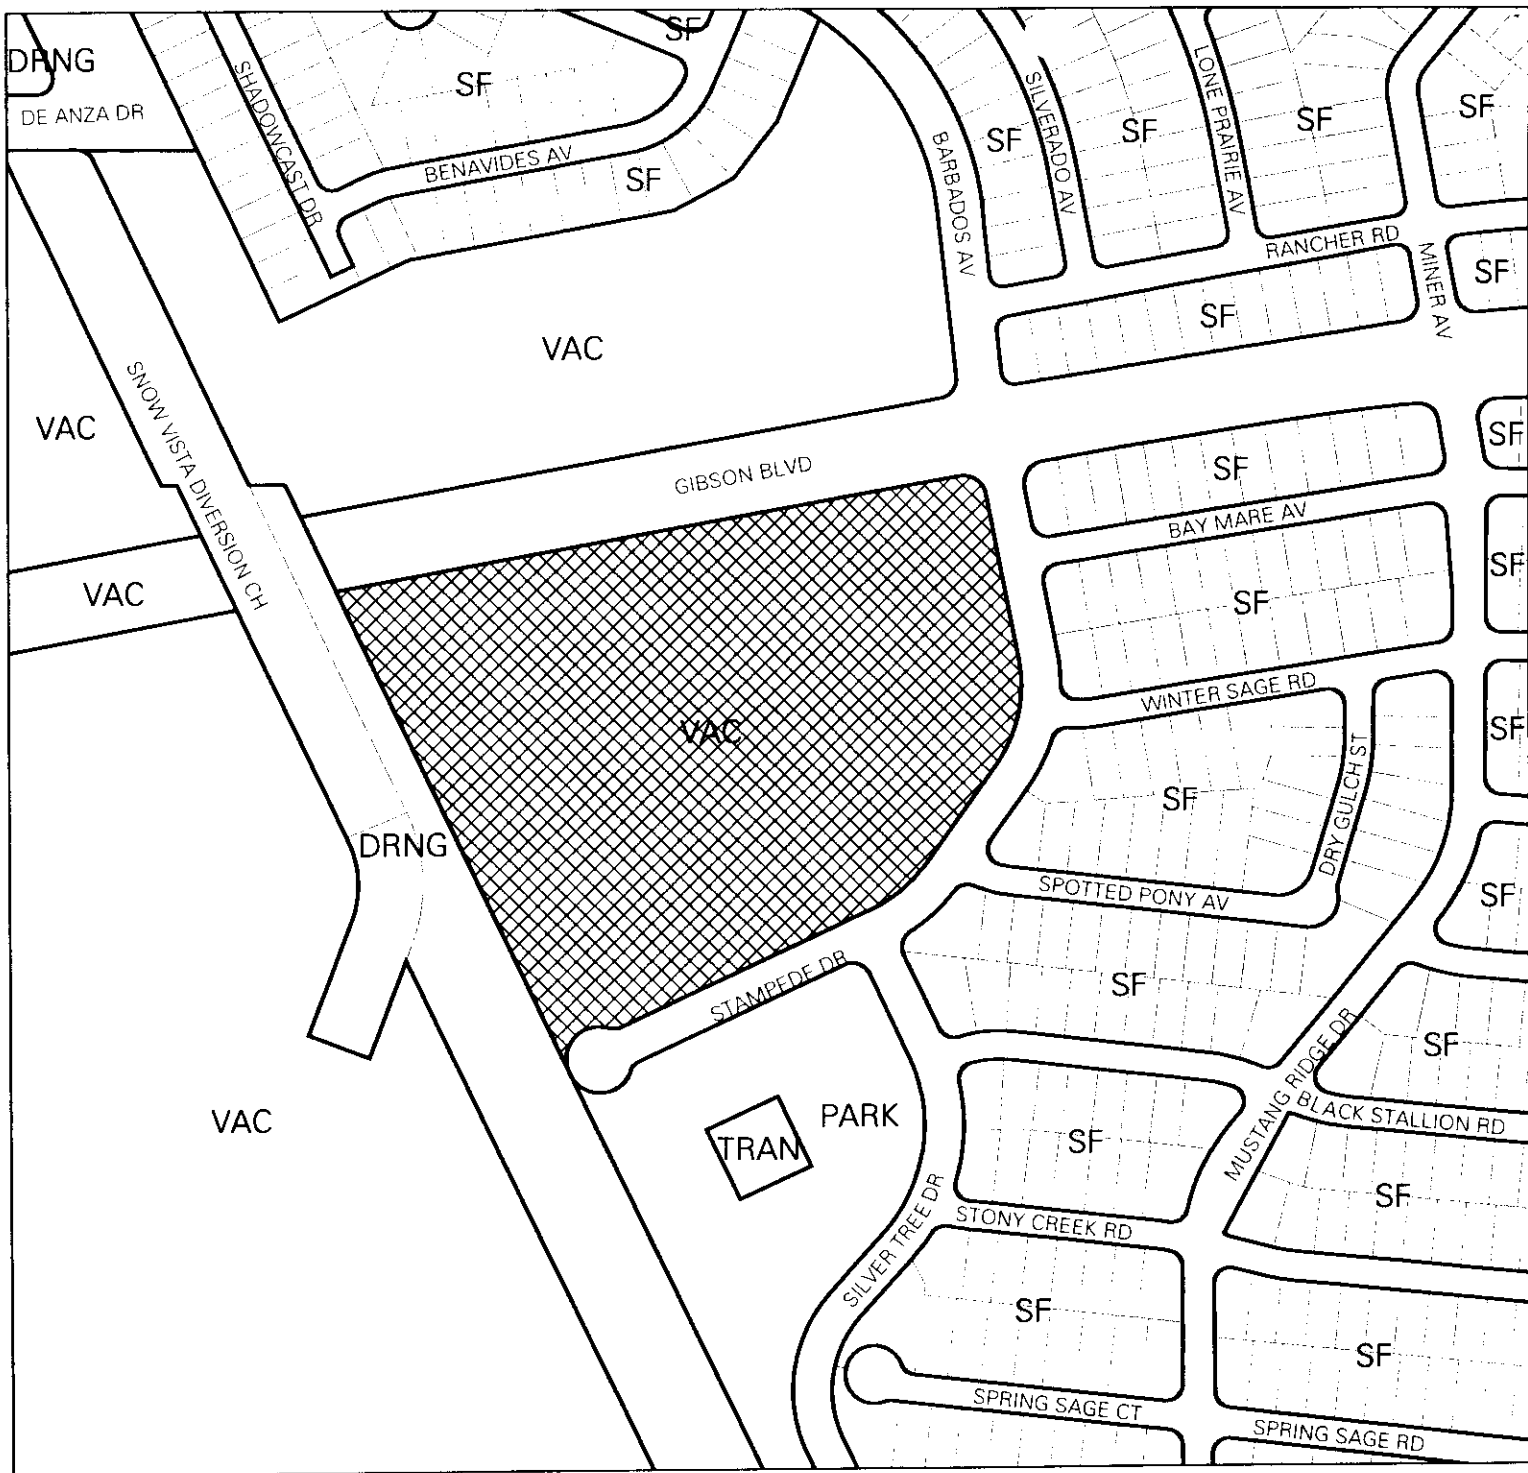 SF
DRNG
SF
SHADOWCAST DR
LONE PRAIRIE AV
SILVERADO AV
SF
DE ANZA DR
SF
SF
SF
BARBADOS AV
BENAVIDES AV
SF
RANCHER RD
MINER AV
SF
SF
VAC
SNOW VISTA DIVERSION CH
VAC
SF
GIBSON BLVD
SF
BAY MARE AV
SF
VAC
SF
WINTER SAGE RD
VAC
SF
DRY GULCH ST
SF
DRNG
SPOTTED PONY AV
SF
STAMPEDE DR
SF
MUSTANG RIDGE DR
SF
VAC
PARK
BLACK STALLION RD
TRAN
SF
SF
SILVER TREE DR
STONY CREEK RD
SF
SF
SPRING SAGE CT
SPRING SAGE RD